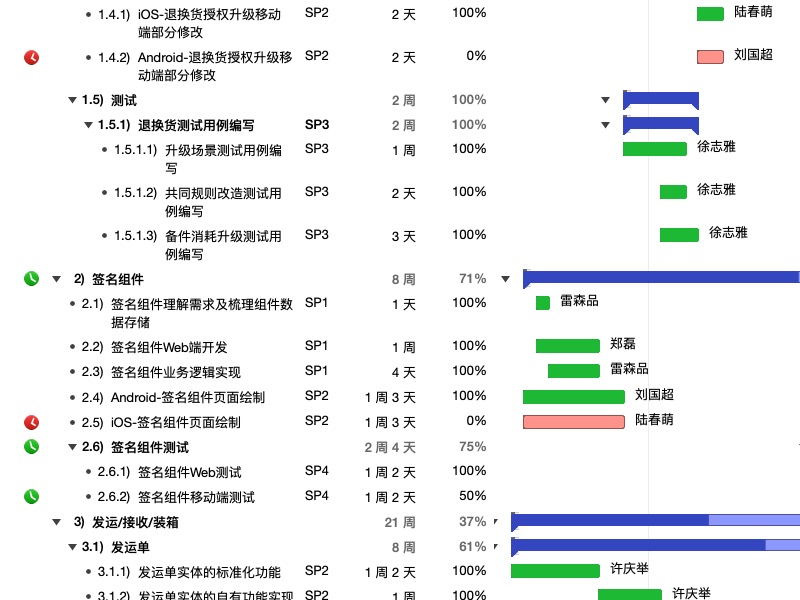 1.4.1) iOS-退换货授权升级移动 SP2 2 天 100% 陆春萌
端部分修改
1.4.2) Android-退换货授权升级移 SP2 2 天 0% 刘国超
动端部分修改
1.5) 测试 2 周 100%
1.5.1) 退换货测试用例编写 SP3 2 周 100%
1.5.1.1) 升级场景测试用例编 SP3 1 周 100% 徐志雅
写
1.5.1.2) 共同规则改造测试用 SP3 2 天 100% 徐志雅
例编写
1.5.1.3) 备件消耗升级测试用 SP3 3 天 100% 徐志雅
例编写
2) 签名组件 8 周 71%
2.1) 签名组件理解需求及梳理组件数 SP1 1 天 100% 雷森品
据存储
2.2) 签名组件Web端开发 SP1 1 周 100% 郑磊
2.3) 签名组件业务逻辑实现 SP1 4 天 100% 雷森品
2.4) Android-签名组件页面绘制 SP2 1 周 3 天 100% 刘国超
2.5) iOS-签名组件页面绘制 SP2 1 周 3 天 0% 陆春萌
2.6) 签名组件测试 2 周 4 天 75%
2.6.1) 签名组件Web测试 SP4 1 周 2 天 100%
2.6.2) 签名组件移动端测试 SP4 1 周 2 天 50%
3) 发运/接收/装箱 21 周 37%
3.1) 发运单 8 周 61%
3.1.1) 发运单实体的标准化功能 SP2 1 周 2 天 100% 许庆举
3.1.2) 发运单实体的自有功能实现 SP2 1 周 100% 许庆举